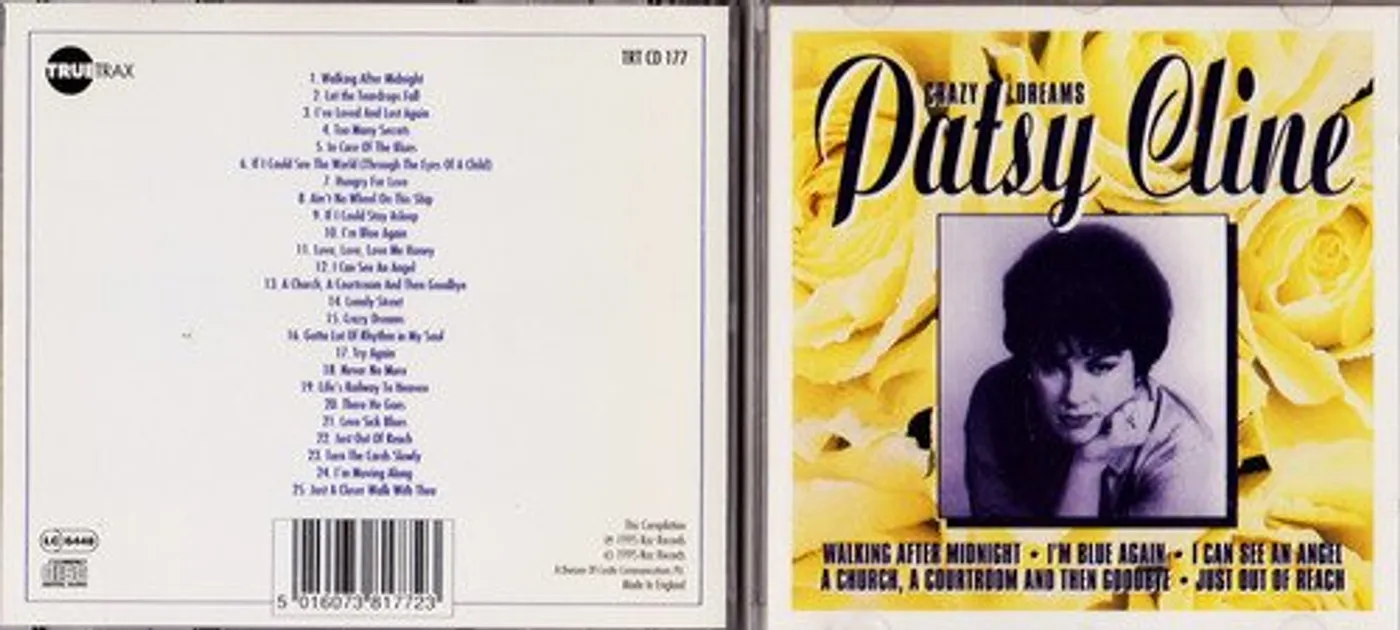 TRUETRAX
TRT CD 177
1. Walking After Midnight
2. Let the Teardrops Fall
3. I've Loved And Lost Again
4. Too Many Secrets
5. In Care Of The Blues
6. If I Could See The World (Through The Eyes Of A Child)
7. Hungry For Love
8. Ain't No Wheel On This Ship
9. If I Could Stay Asleep
10. I'm Blue Again
11. Love, Love, Love Me Honey
12. I Can See An Angel
13. A Church, A Courtroom And Then Goodbye
14. Lonely Street
15. Crazy Dreams
16. Gotta Lot Of Rhythm in My Soul
17. Try Again
18. Never No More
19. Life's Railway To Heaven
20. There He Goes
21. Love Sick Blues
22. Just Out Of Reach
23. Turn The Cards Slowly
24. I'm Moving Along
25. Just A Closer Walk With Thee
LC 6448
This Compilation
℗ 1995
© 1995
Made In England
5 016073 817723
CRAZY DREAMS
Patsy Cline
WALKING AFTER MIDNIGHT • I'M BLUE AGAIN • I CAN SEE AN ANGEL
A CHURCH, A COURTROOM AND THEN GOODBYE • JUST OUT OF REACH